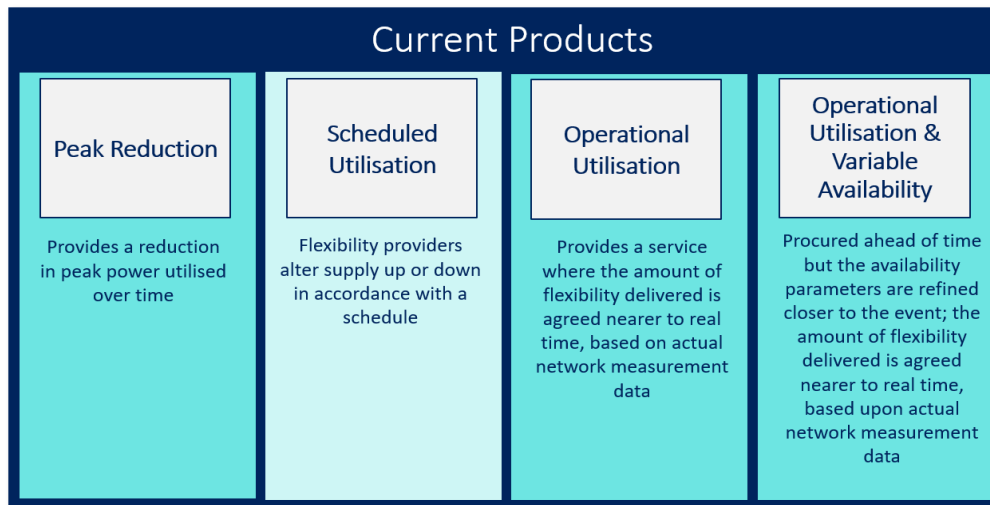 Current Products
Peak Reduction
Provides a reduction
in peak power utilised
over time
Scheduled
Utilisation
Flexibility providers
alter supply up or down
in accordance with a
schedule
Operational
Utilisation
Provides a service
where the amount of
flexibility delivered is
agreed nearer to real
time, based on actual
network measurement
data
Operational
Utilisation &
Variable
Availability
Procured ahead of time
but the availability
parameters are refined
closer to the event; the
amount of flexibility
delivered is agreed
nearer to real time,
based upon actual
network measurement
data